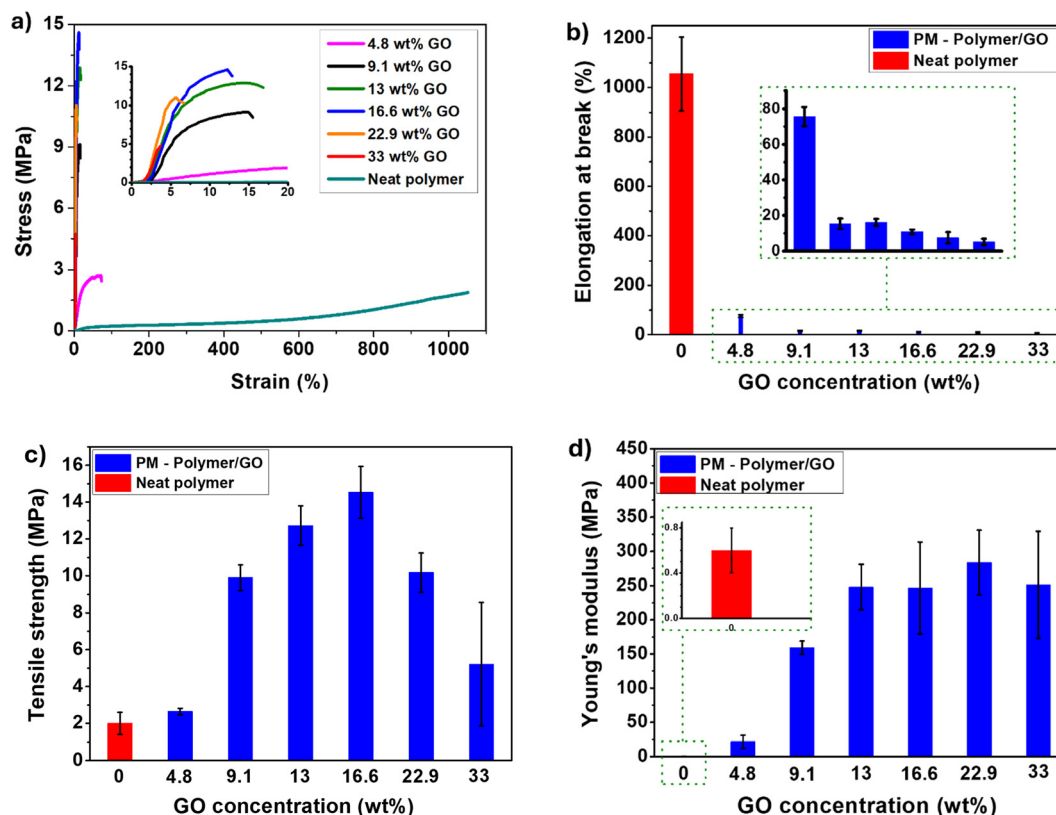 a)
Stress (MPa)
15
12
9
6
3
0
0 200 400 600 800 1000
Strain (%)
15
10
5
0
0 5 10 15 20
4.8 wt% GO
9.1 wt% GO
13 wt% GO
16.6 wt% GO
22.9 wt% GO
33 wt% GO
Neat polymer
b)
Elongation at break (%)
1200
1000
800
600
400
200
0
PM - Polymer/GO
Neat polymer
80
60
40
20
0
0 4.8 9.1 13 16.6 22.9 33
GO concentration (wt%)
c)
Tensile strength (MPa)
16
14
12
10
8
6
4
2
0
PM - Polymer/GO
Neat polymer
0 4.8 9.1 13 16.6 22.9 33
GO concentration (wt%)
d)
Young's modulus (MPa)
450
400
350
300
250
200
150
100
50
0
PM - Polymer/GO
Neat polymer
0.8
0.4
0.0
0
0 4.8 9.1 13 16.6 22.9 33
GO concentration (wt%)